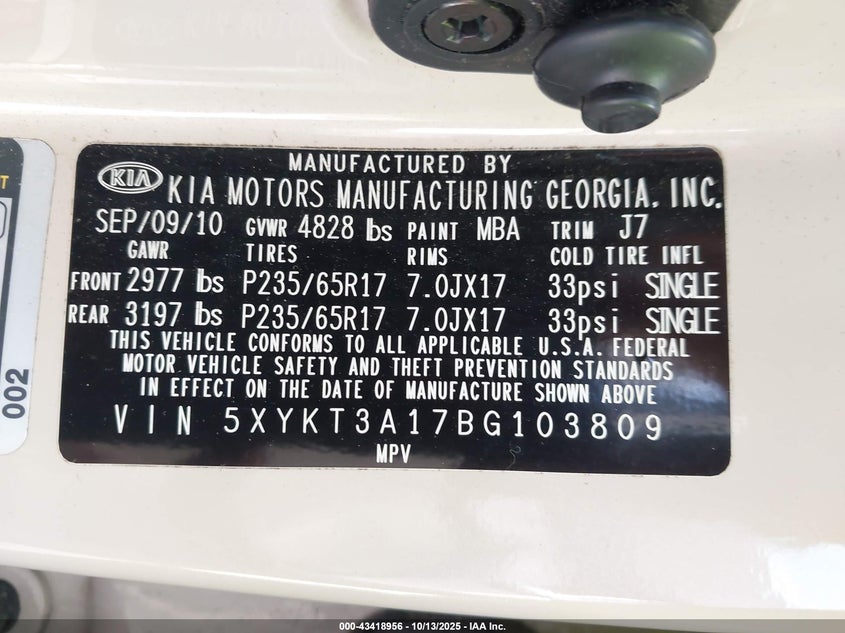 MANUFACTURED BY
KIA KIA MOTORS MANUFACTURING GEORGIA, INC.
SEP/09/10 GVWR 4828 lbs PAINT MBA TRIM J7
GAWR TIRES RIMS COLD TIRE INFL
FRONT 2977 lbs P235/65R17 7.0JX17 33psi SINGLE
REAR 3197 lbs P235/65R17 7.0JX17 33psi SINGLE
THIS VEHICLE CONFORMS TO ALL APPLICABLE U.S.A. FEDERAL
MOTOR VEHICLE SAFETY AND THEFT PREVENTION STANDARDS
IN EFFECT ON THE DATE OF MANUFACTURE SHOWN ABOVE
VIN 5XYKT3A17BG103809
MPV
002
000-43418956 - 10/13/2025 - IAA Inc.